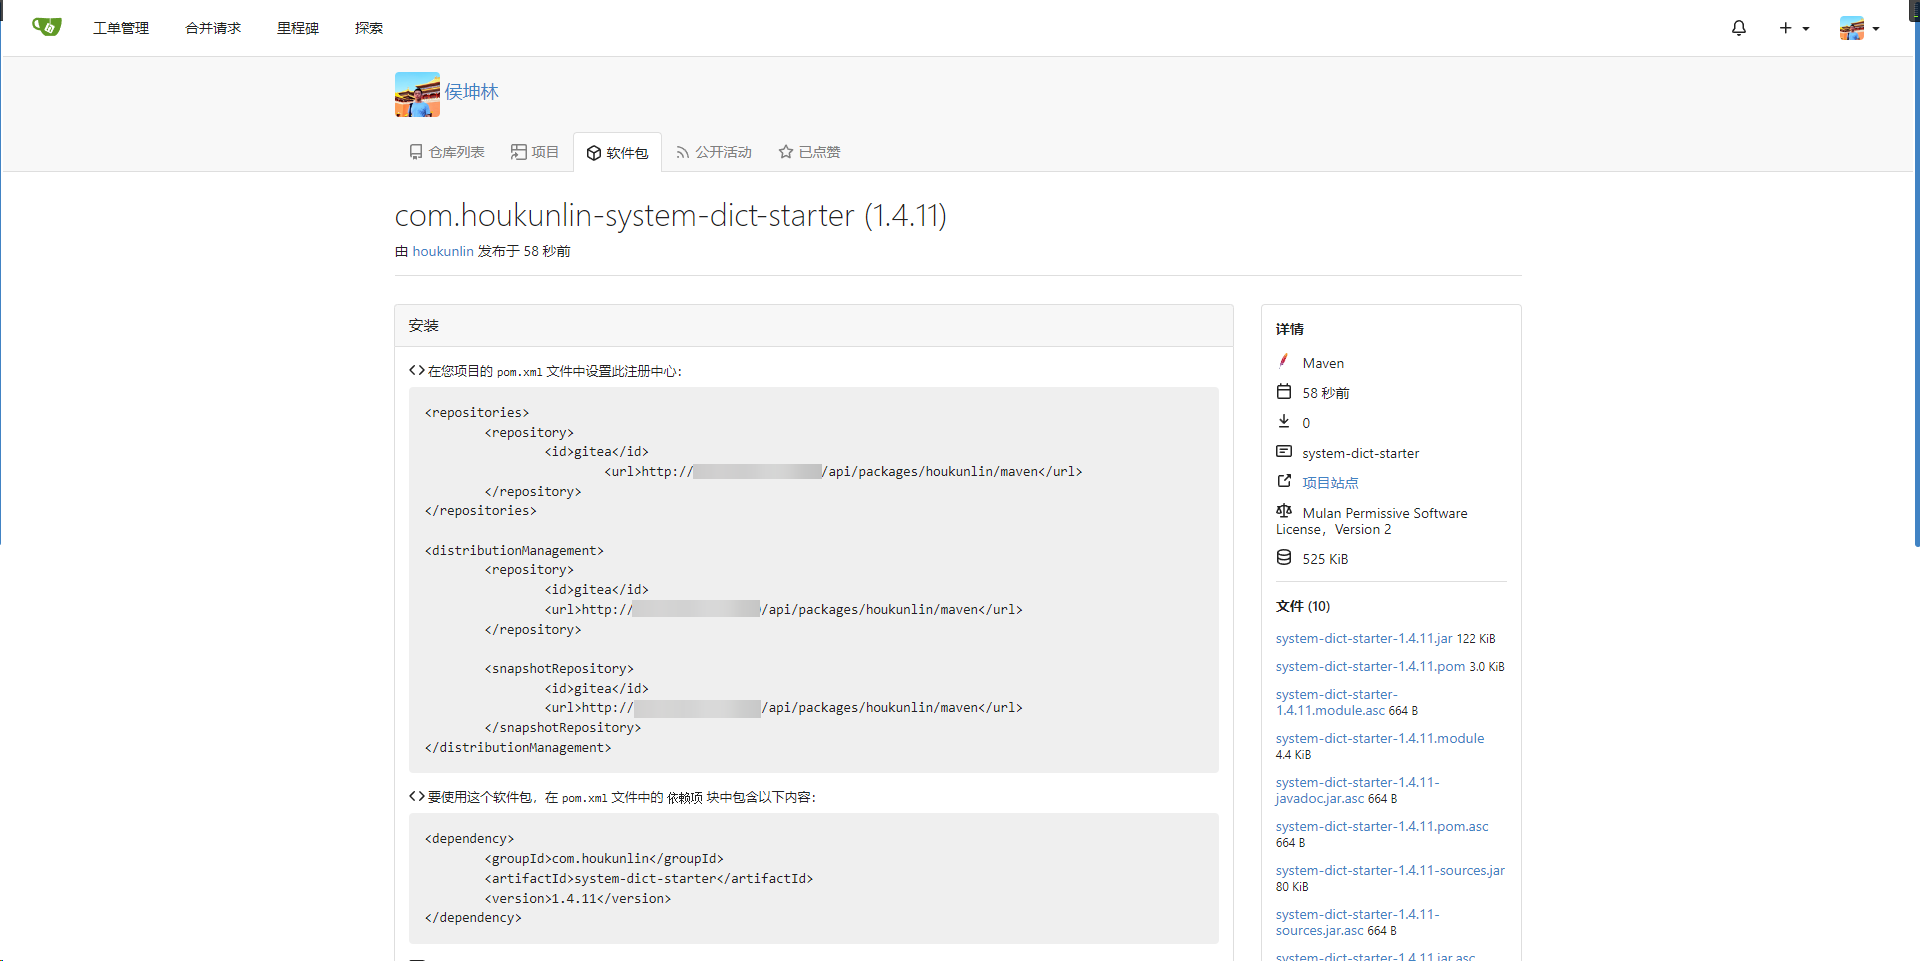 工单管理 合并请求 里程碑 探索
侯坤林
仓库列表 项目 软件包 公开活动 已点赞
com.houkunlin-system-dict-starter (1.4.11)
由 houkunlin 发布于 58 秒前
安装
<> 在您项目的 pom.xml 文件中设置此注册中心:
<repositories>
<repository>
<id>gitea</id>
<url>http:// /api/packages/houkunlin/maven</url>
</repository>
</repositories>
<distributionManagement>
<repository>
<id>gitea</id>
<url>http:// /api/packages/houkunlin/maven</url>
</repository>
<snapshotRepository>
<id>gitea</id>
<url>http:// /api/packages/houkunlin/maven</url>
</snapshotRepository>
</distributionManagement>
<> 要使用这个软件包，在 pom.xml 文件中的 依赖项 块中包含以下内容:
<dependency>
<groupId>com.houkunlin</groupId>
<artifactId>system-dict-starter</artifactId>
<version>1.4.11</version>
</dependency>
详情
Maven
58 秒前
0
system-dict-starter
项目站点
Mulan Permissive Software
License，Version 2
525 KiB
文件 (10)
system-dict-starter-1.4.11.jar 122 KiB
system-dict-starter-1.4.11.pom 3.0 KiB
system-dict-starter-
1.4.11.module.asc 664 B
system-dict-starter-1.4.11.module
4.4 KiB
system-dict-starter-1.4.11-
javadoc.jar.asc 664 B
system-dict-starter-1.4.11.pom.asc
664 B
system-dict-starter-1.4.11-sources.jar
80 KiB
system-dict-starter-1.4.11-
sources.jar.asc 664 B
system-dict-starter-1.4.11.jar.asc